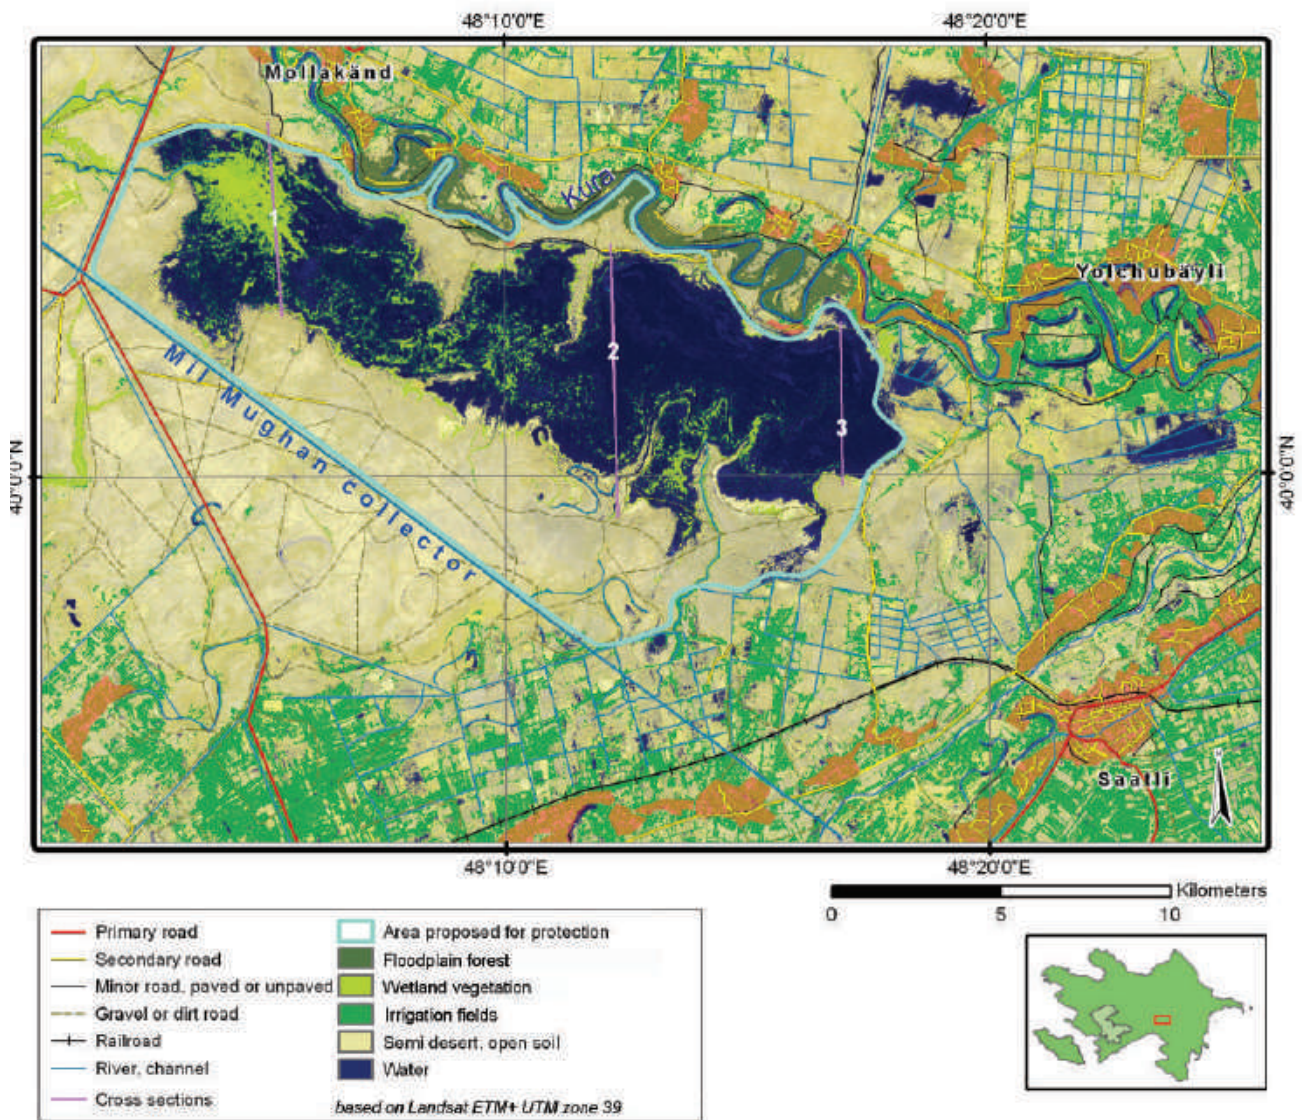 48°10'0"E
48°20'0"E
Mollakänd
Kura
1
Yolchubäyli
2
Mil Mughan collector
3
40°0'0"N
40°0'0"N
Saalli
N
48°10'0"E
48°20'0"E
Kilometers
0 5 10
Primary road
Secondary road
Minor road, paved or unpaved
Gravel or dirt road
Railroad
River, channel
Cross sections
Area proposed for protection
Floodplain forest
Wetland vegetation
Irrigation fields
Semi desert, open soil
Water
based on Landsat ETM+ UTM zone 39